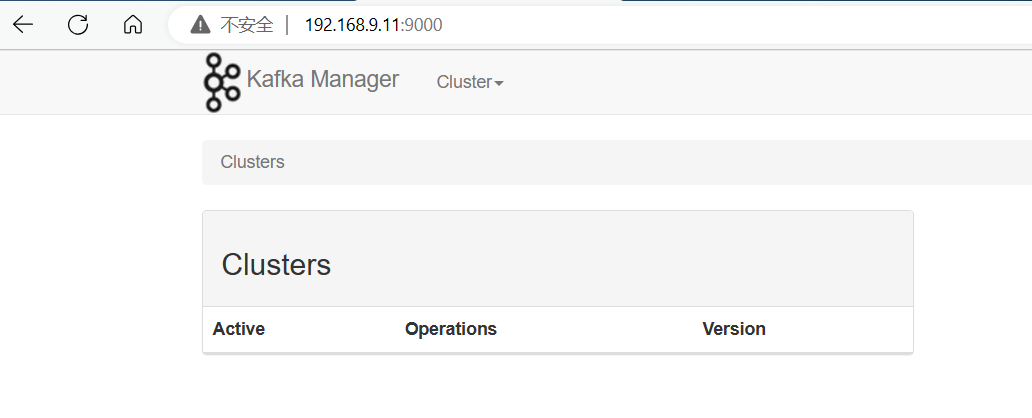 不安全 | 192.168.9.11:9000
Kafka Manager Cluster
Clusters
Clusters
Active Operations Version